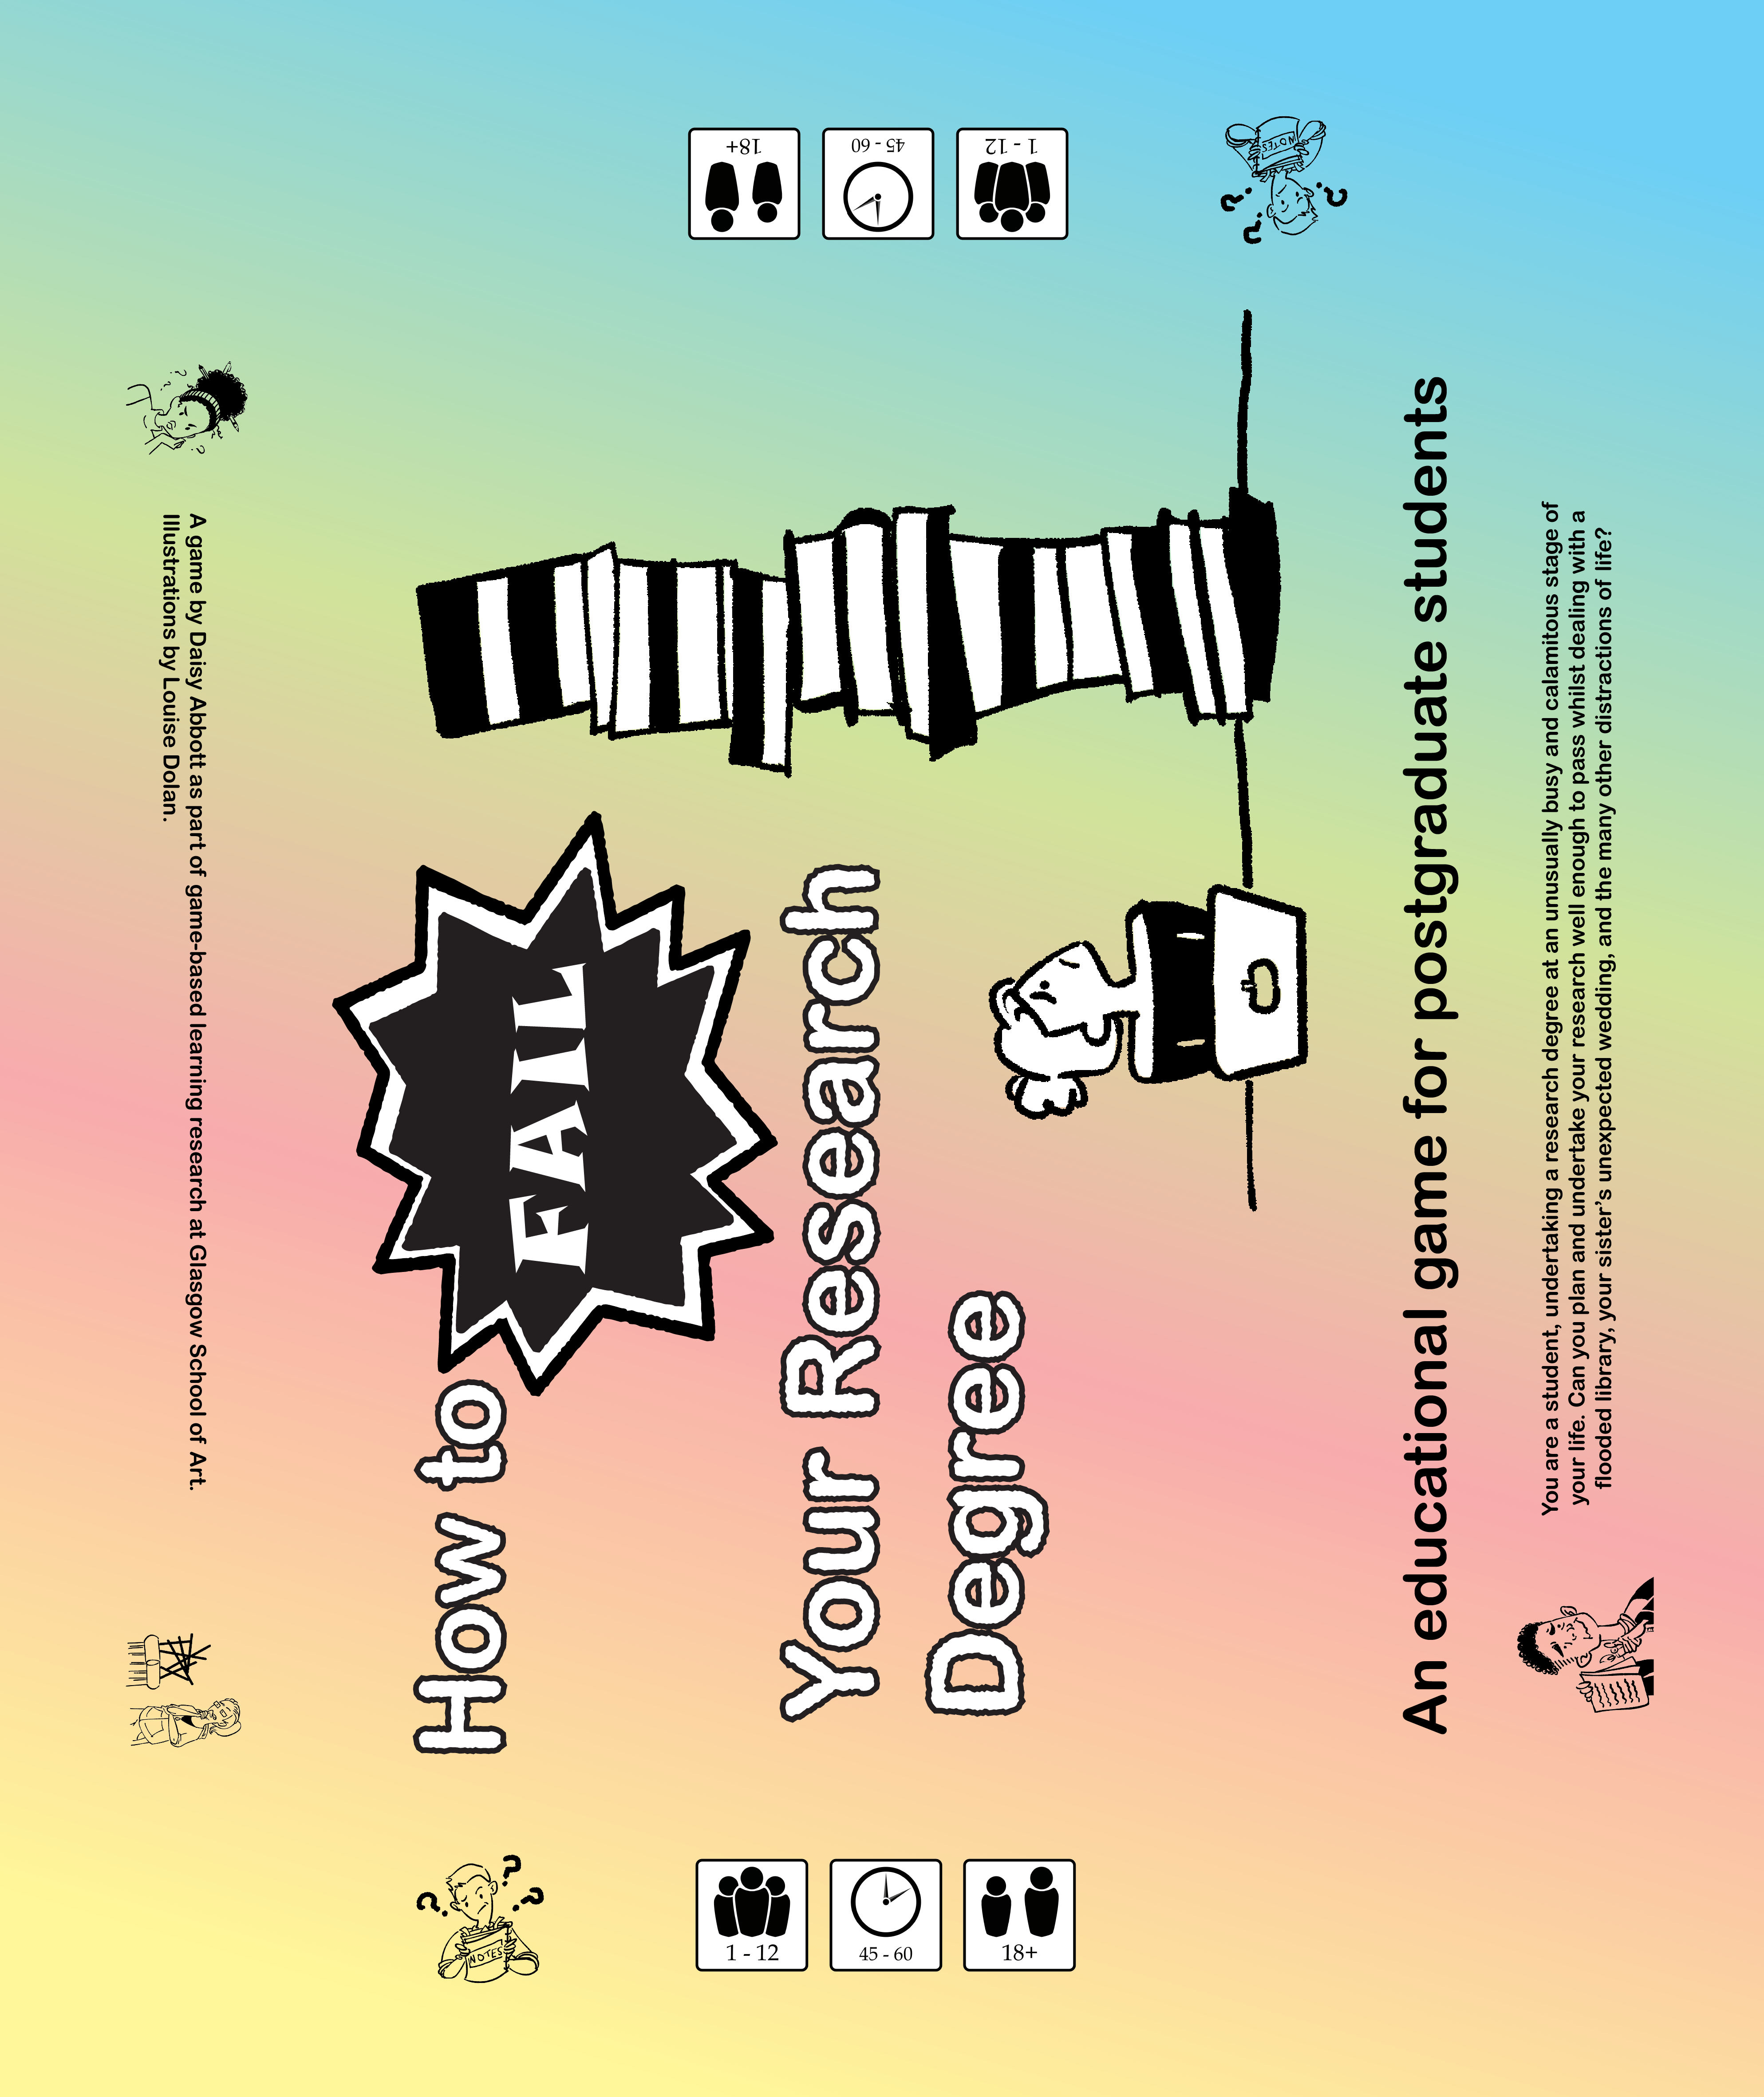 How to
FAIL
Your Research
Degree
An educational game for postgraduate students
You are a student, undertaking a research degree at an unusually busy and calamitous stage of
your life. Can you plan and undertake your research well enough to pass whilst dealing with a
flooded library, your sister's unexpected wedding, and the many other distractions of life?
A game by Daisy Abbott as part of game-based learning research at Glasgow School of Art.
Illustrations by Louise Dolan.
1 - 12
45 - 60
18+
? ? ?
NOTES
1 - 12
45 - 60
18+
? ? ?
NOTES
? ? ?